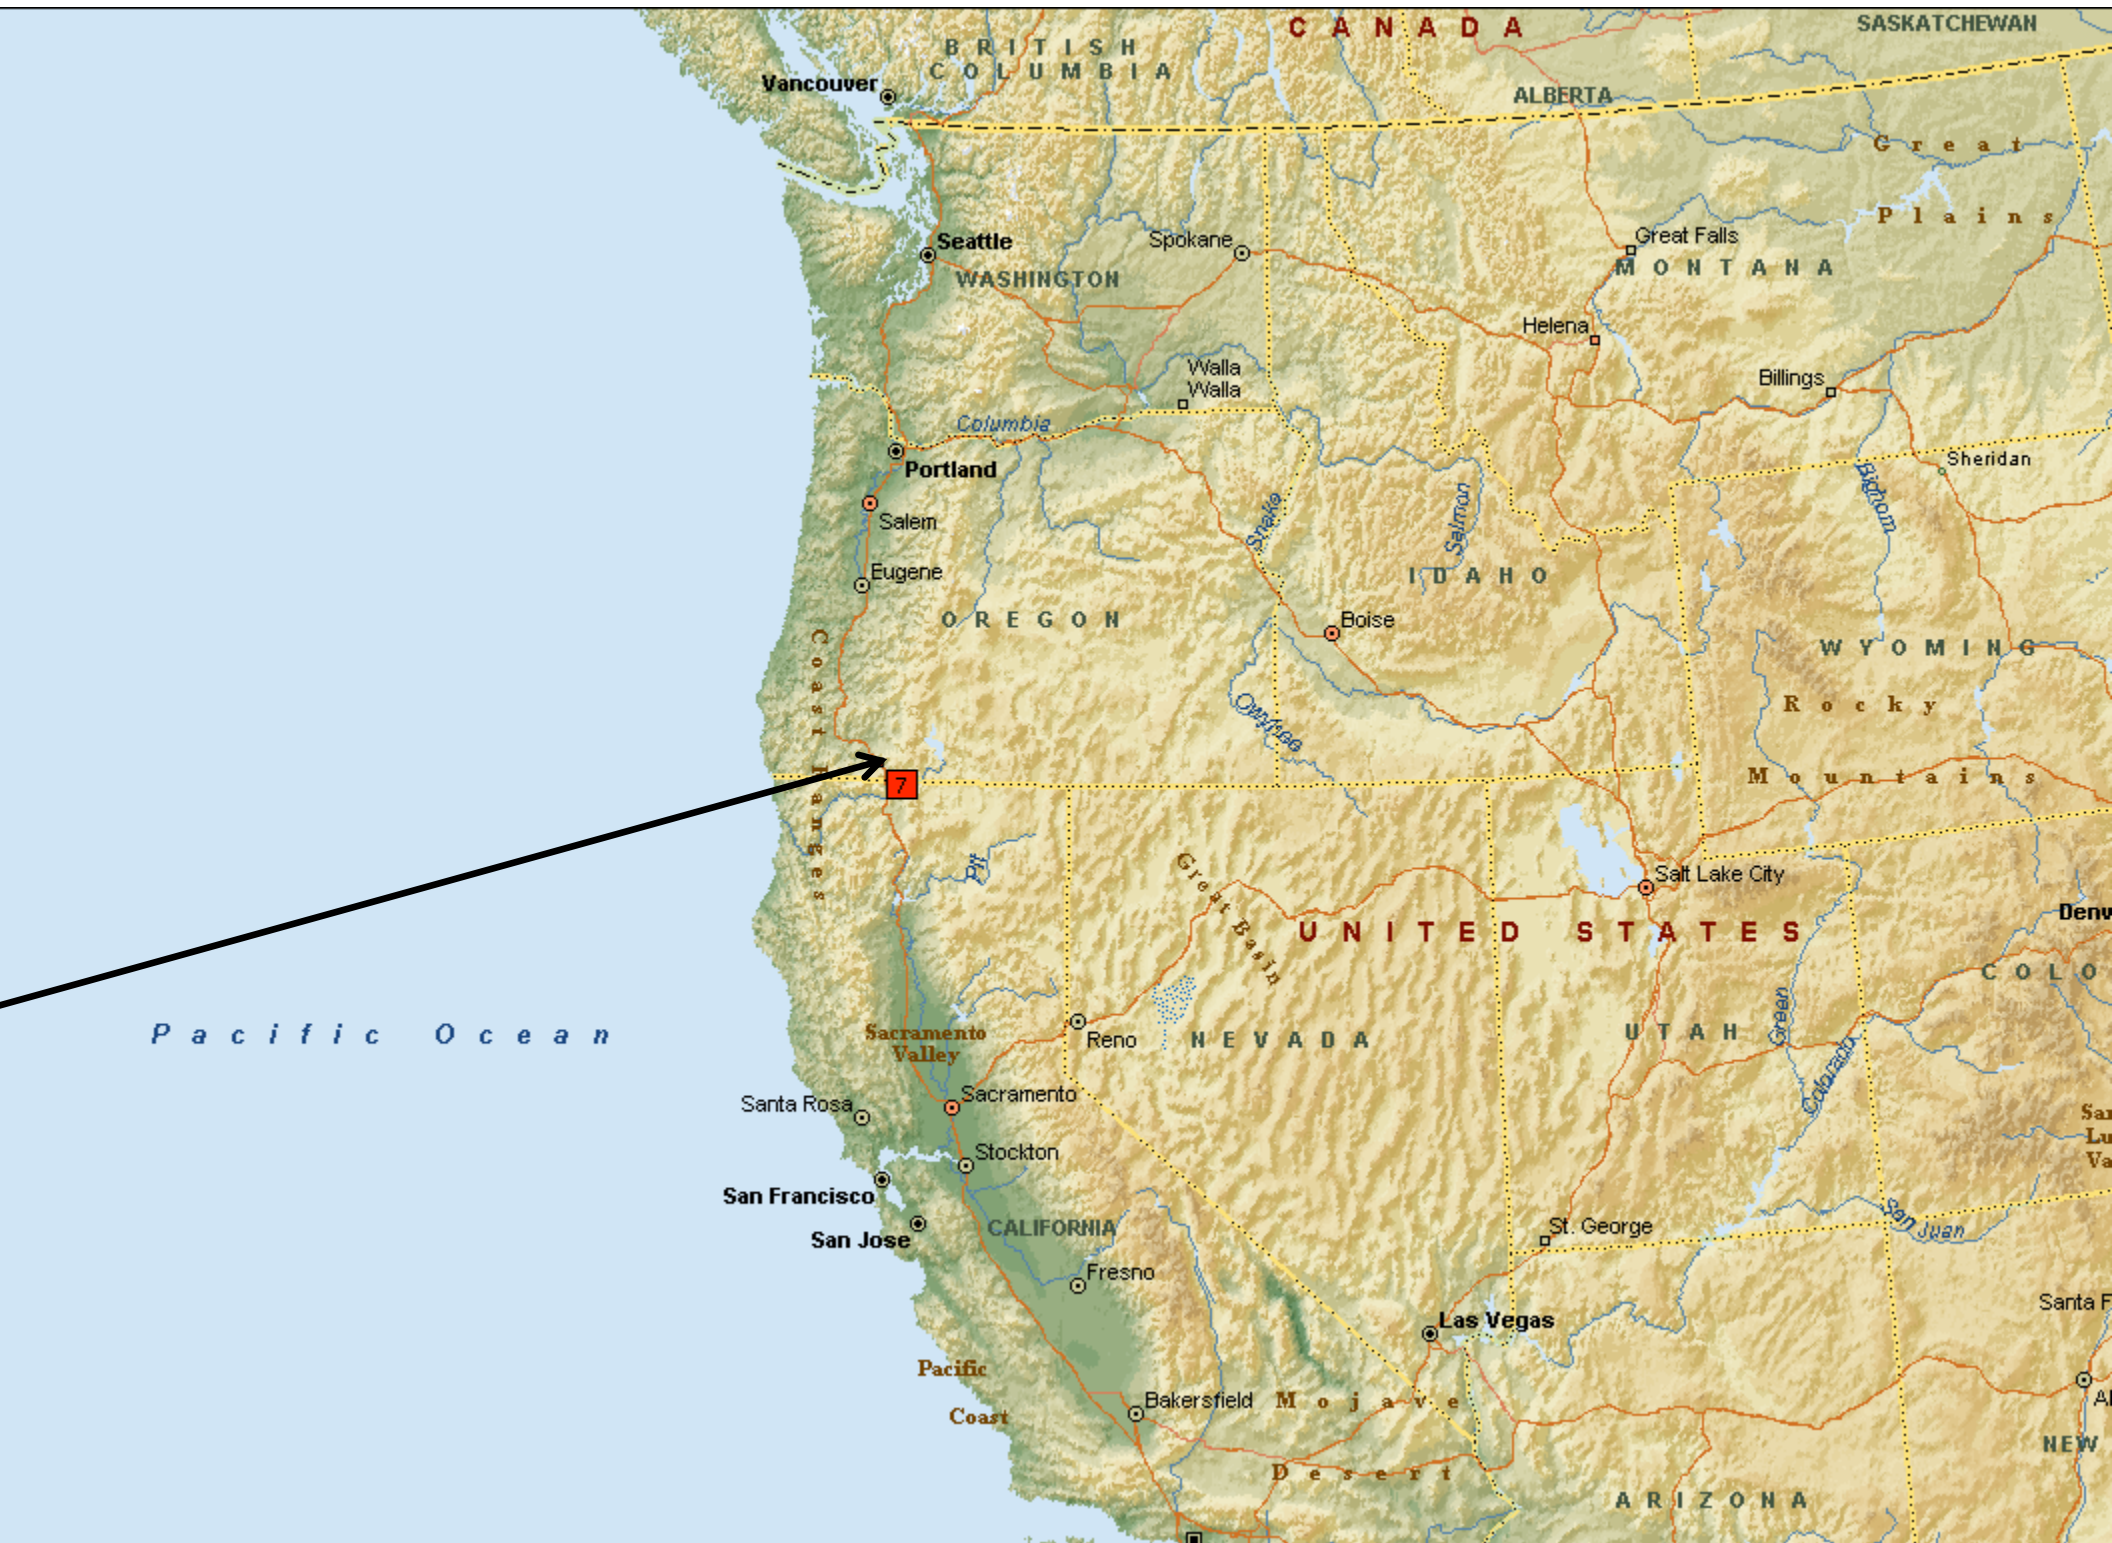 CANADA
SASKATCHEWAN
BRITISH
COLUMBIA
Vancouver
ALBERTA
Great
Plains
Seattle
Spokane
Great Falls
WASHINGTON
MONTANA
Helena
Walla
Walla
Billings
Columbia
Portland
Sheridan
Bighorn
Salem
Snake
Salmon
Eugene
IDAHO
OREGON
Boise
WYOMING
Coast Ranges
Rocky
Owyhee
Mountains
7
Pit
Great Basin
Salt Lake City
Denv
UNITED STATES
COLO
Pacific Ocean
Sacramento
Valley
Reno
NEVADA
UTAH
Green
Colorado
Santa Rosa
Sacramento
San
Lu
Va
Stockton
San Francisco
CALIFORNIA
San Jose
St. George
San Juan
Fresno
Santa F
Las Vegas
Pacific
Coast
Bakersfield
Mojave
Al
NEW
Desert
ARIZONA